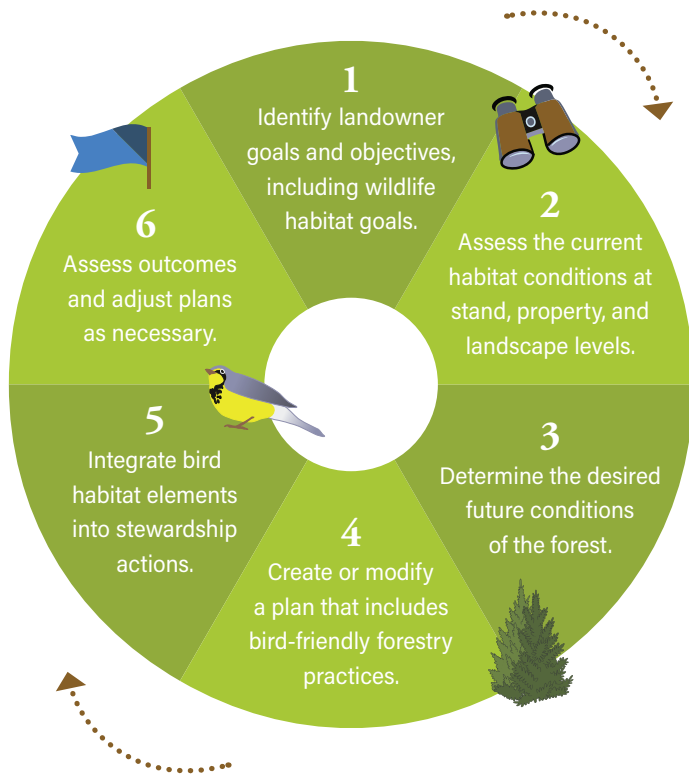 1
Identify landowner
goals and objectives,
including wildlife
habitat goals.
2
Assess the current
habitat conditions at
stand, property, and
landscape levels.
3
Determine the desired
future conditions
of the forest.
4
Create or modify
a plan that includes
bird-friendly forestry
practices.
5
Integrate bird
habitat elements
into stewardship
actions.
6
Assess outcomes
and adjust plans
as necessary.